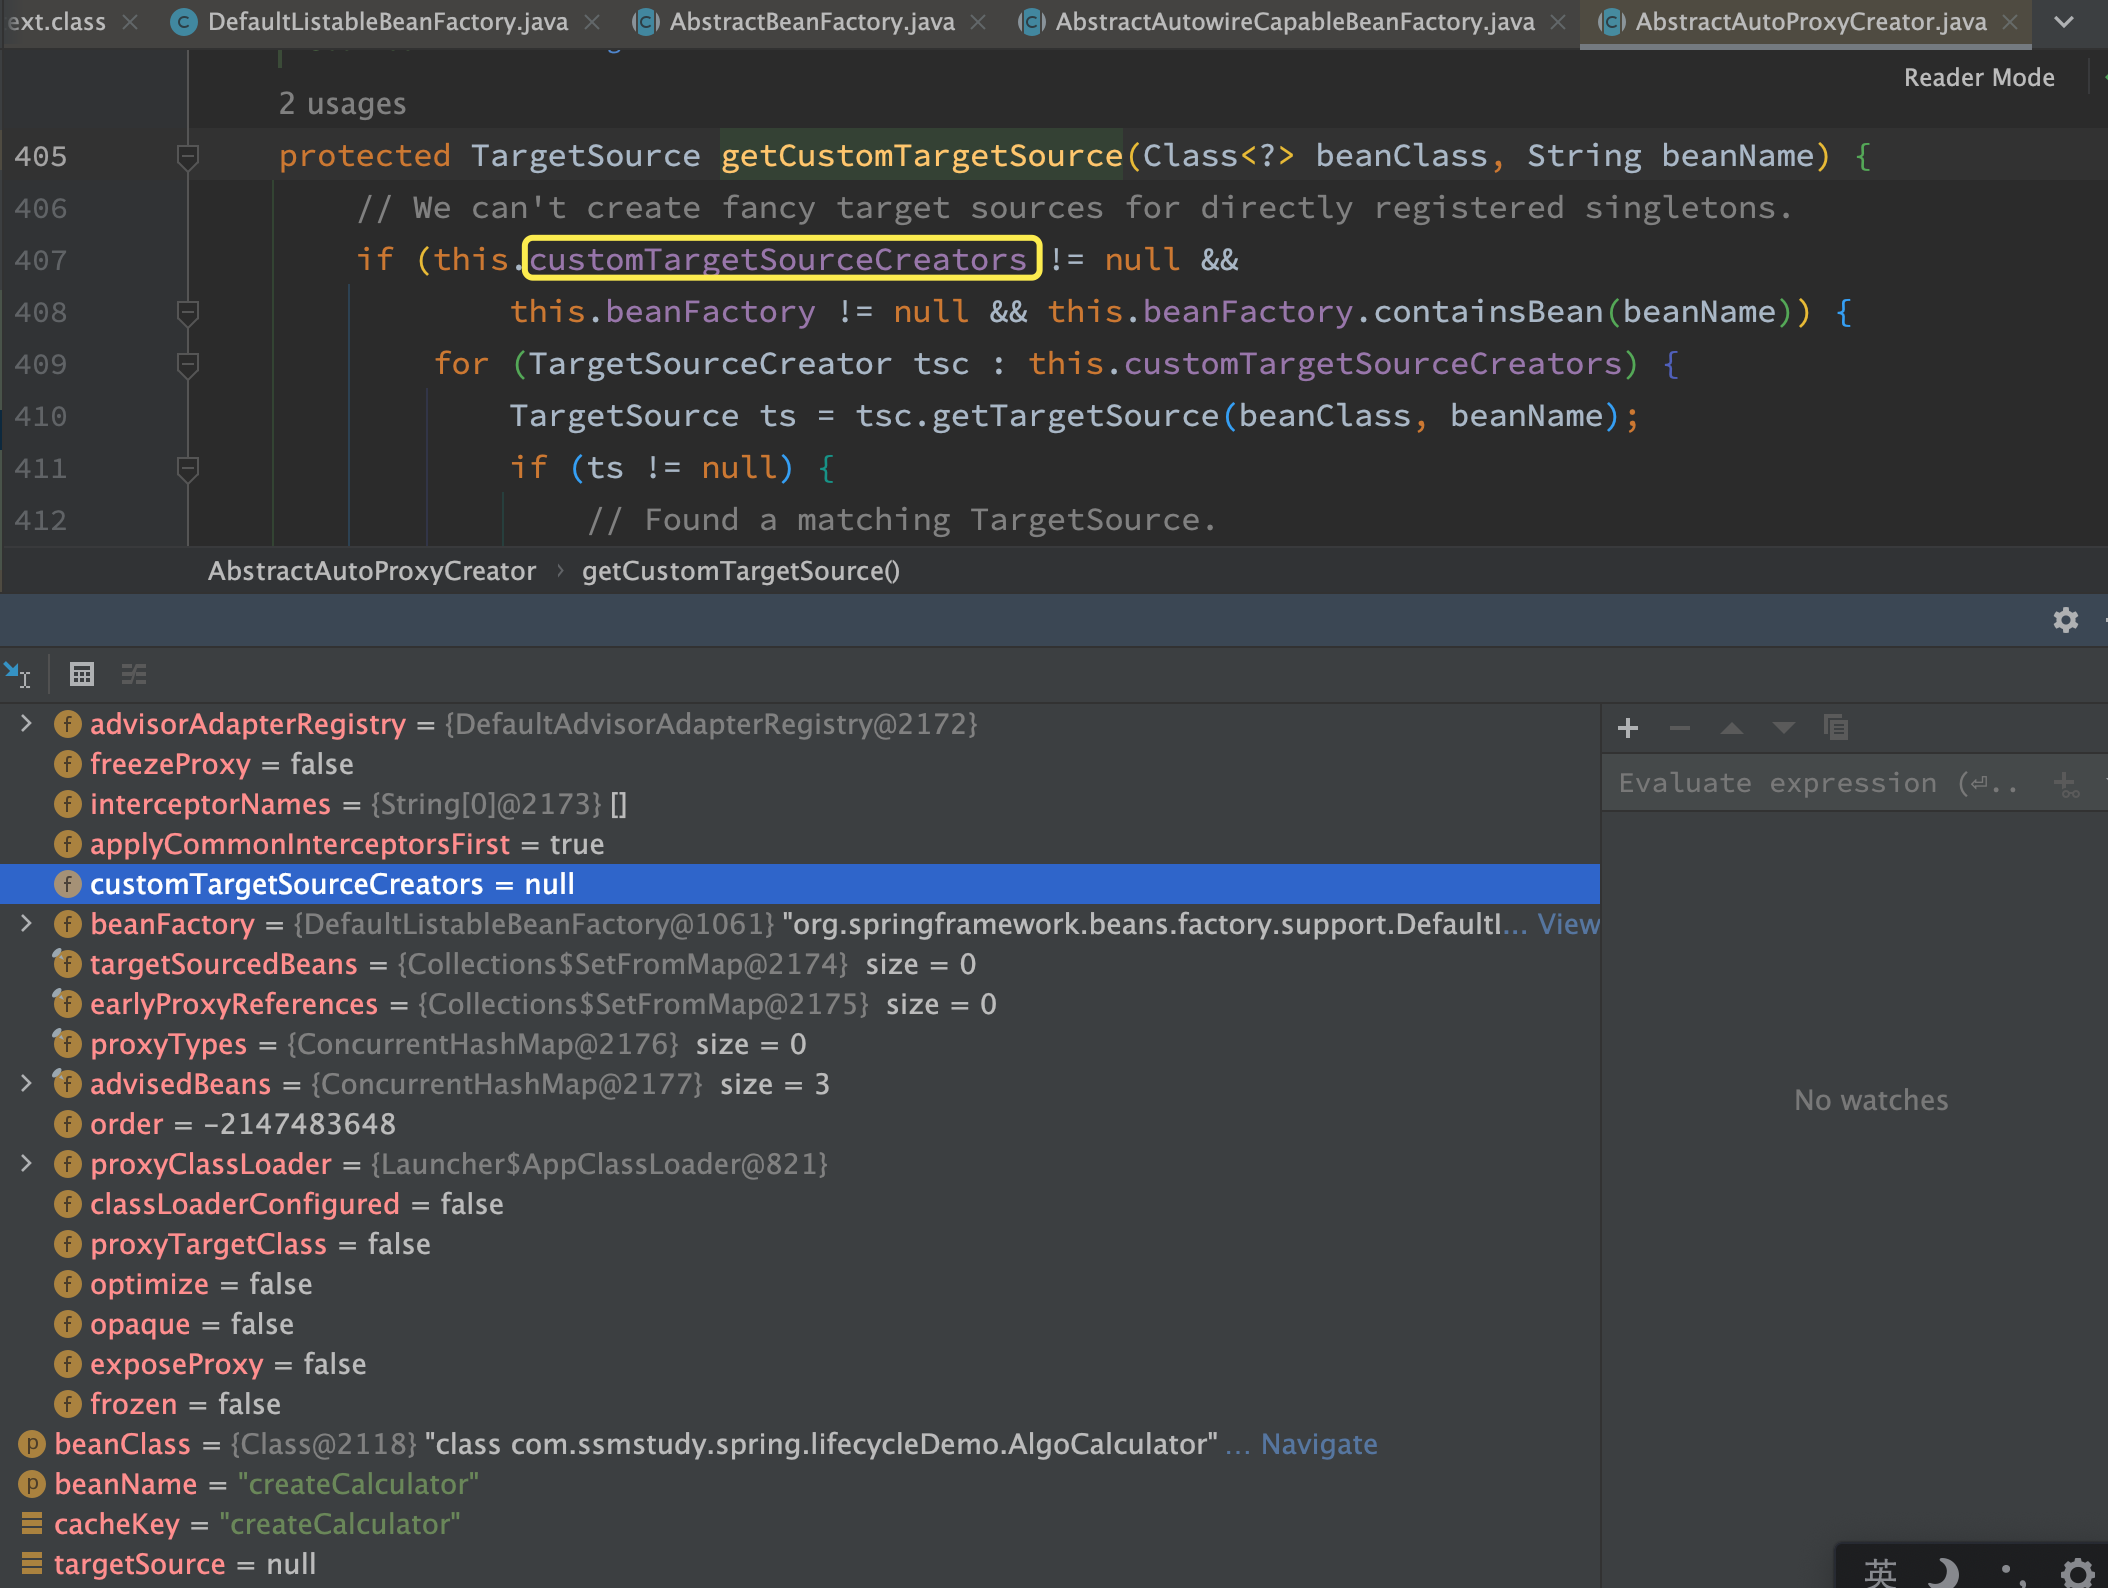 ext.class DefaultListableBeanFactory.java AbstractBeanFactory.java AbstractAutowireCapableBeanFactory.java AbstractAutoProxyCreator.java
Reader Mode
2 usages
405 protected TargetSource getCustomTargetSource(Class<?> beanClass, String beanName) {
406 // We can't create fancy target sources for directly registered singletons.
407 if (this.customTargetSourceCreators != null &&
408 this.beanFactory != null && this.beanFactory.containsBean(beanName)) {
409 for (TargetSourceCreator tsc : this.customTargetSourceCreators) {
410 TargetSource ts = tsc.getTargetSource(beanClass, beanName);
411 if (ts != null) {
412 // Found a matching TargetSource.
AbstractAutoProxyCreator › getCustomTargetSource()
advisorAdapterRegistry = {DefaultAdvisorAdapterRegistry@2172}
freezeProxy = false
interceptorNames = {String[0]@2173} []
applyCommonInterceptorsFirst = true
customTargetSourceCreators = null
beanFactory = {DefaultListableBeanFactory@1061} "org.springframework.beans.factory.support.DefaultL... View
targetSourcedBeans = {Collections$SetFromMap@2174} size = 0
earlyProxyReferences = {Collections$SetFromMap@2175} size = 0
proxyTypes = {ConcurrentHashMap@2176} size = 0
advisedBeans = {ConcurrentHashMap@2177} size = 3
order = -2147483648
proxyClassLoader = {Launcher$AppClassLoader@821}
classLoaderConfigured = false
proxyTargetClass = false
optimize = false
opaque = false
exposeProxy = false
frozen = false
beanClass = {Class@2118} "class com.ssmstudy.spring.lifecycleDemo.AlgoCalculator" ... Navigate
beanName = "createCalculator"
cacheKey = "createCalculator"
targetSource = null
Evaluate expression (⏎..
No watches
英